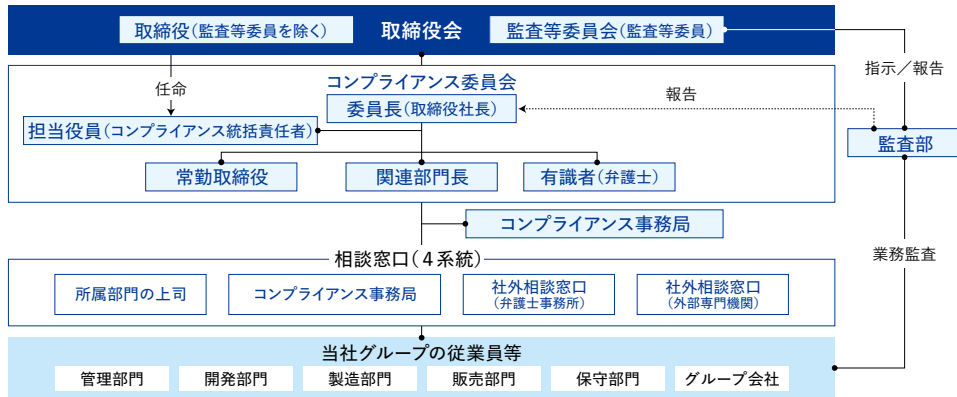 取締役(監査等委員を除く)
取締役会
監査等委員会(監査等委員)
指示／報告
任命
コンプライアンス委員会
委員長(取締役社長)
報告
担当役員(コンプライアンス統括責任者)
監査部
常勤取締役
関連部門長
有識者(弁護士)
コンプライアンス事務局
業務監査
相談窓口(4系統)
所属部門の上司
コンプライアンス事務局
社外相談窓口
(弁護士事務所)
社外相談窓口
(外部専門機関)
当社グループの従業員等
管理部門
開発部門
製造部門
販売部門
保守部門
グループ会社